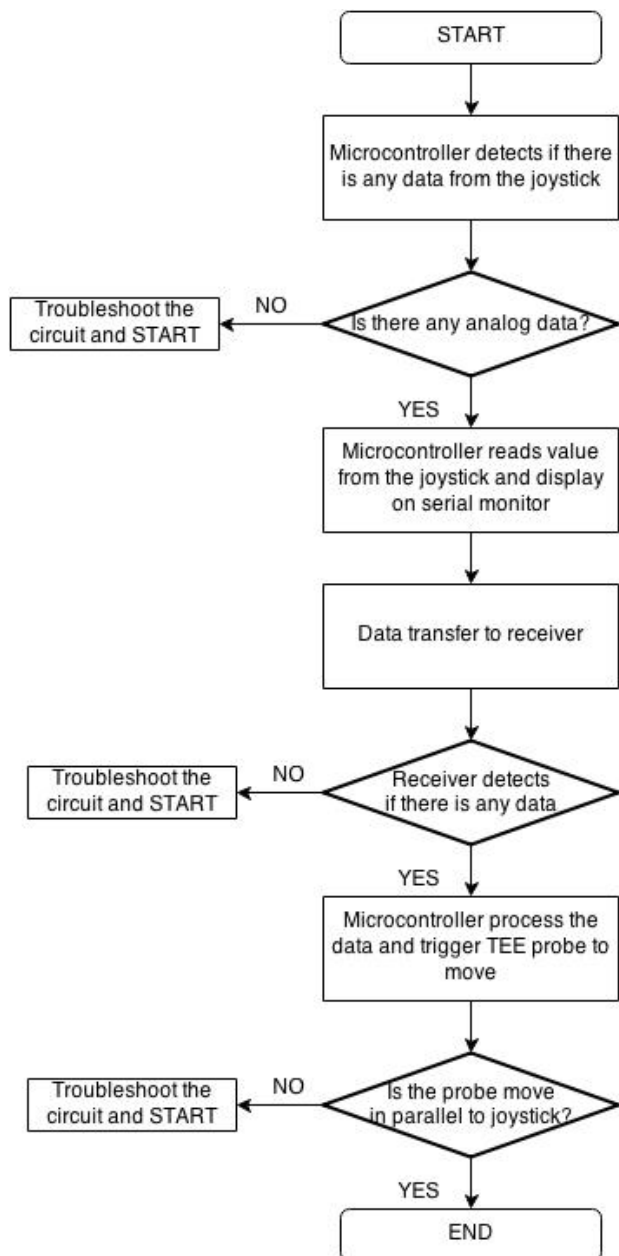 START
Microcontroller detects if there
is any data from the joystick
Is there any analog data?
NO
Troubleshoot the
circuit and START
YES
Microcontroller reads value
from the joystick and display
on serial monitor
Data transfer to receiver
Receiver detects
if there is any data
NO
Troubleshoot the
circuit and START
YES
Microcontroller process the
data and trigger TEE probe to
move
Is the probe move
in parallel to joystick?
NO
Troubleshoot the
circuit and START
YES
END